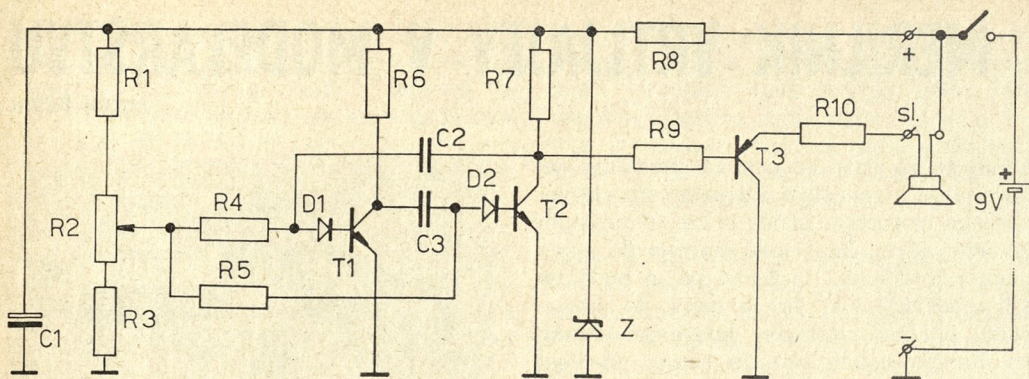 R1
R6
R7
R8
+
R10
sl.
C2
R9
T3
R4
D1
D2
+
R2
T2
9V
C3
T1
R5
R3
C1
Z
-